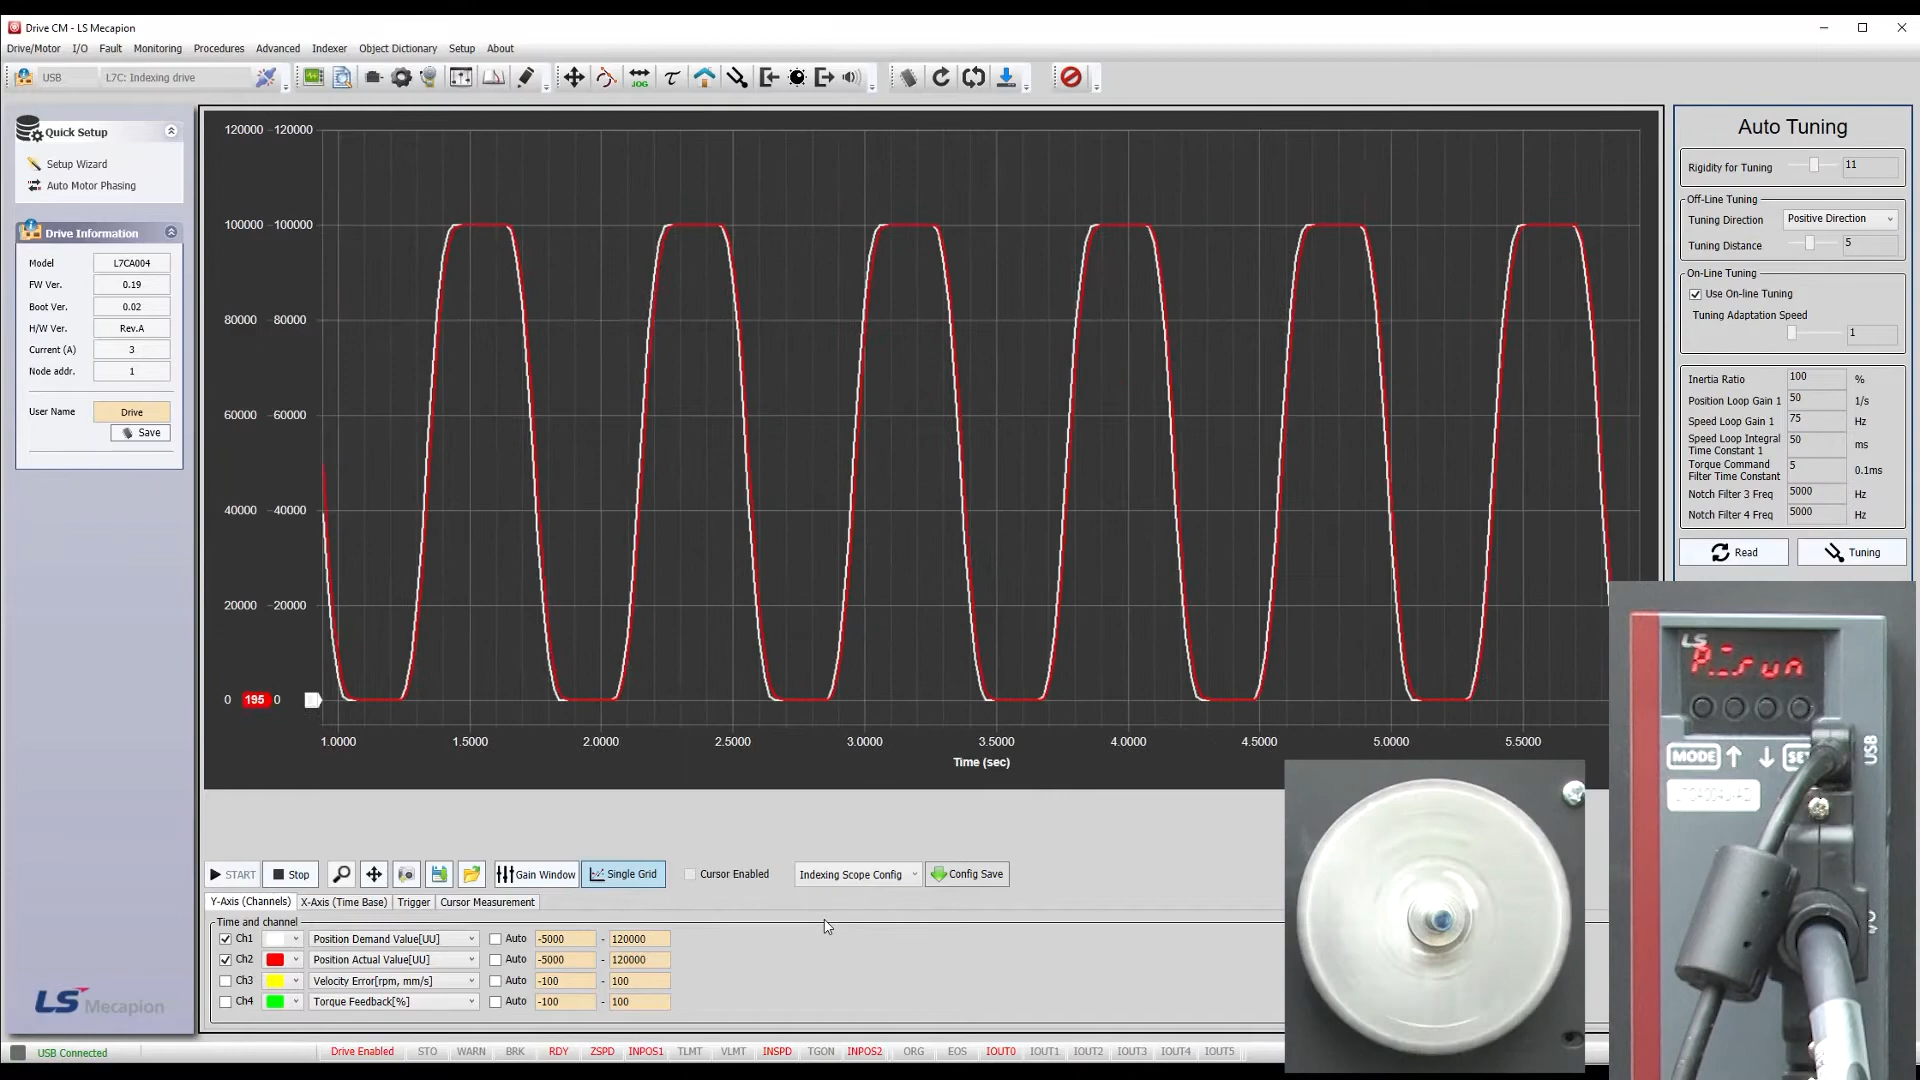 Drive CM - LS Mecapion
Drive/Motor I/O Fault Monitoring Procedures Advanced Indexer Object Dictionary Setup About
USB L7C: Indexing drive JOG
Quick Setup
Setup Wizard
Auto Motor Phasing
Drive Information
Model L7CA004
FW Ver. 0.19
Boot Ver. 0.02
H/W Ver. Rev.A
Current (A) 3
Node addr. 1
User Name Drive
Save
LS Mecapion
120000 120000
100000 100000
80000 80000
60000 60000
40000 40000
20000 20000
0 195 0
1.0000 1.5000 2.0000 2.5000 3.0000 3.5000 4.0000 4.5000 5.0000 5.5000
Time (sec)
START Stop Gain Window Single Grid Cursor Enabled Indexing Scope Config Config Save
Y-Axis (Channels) X-Axis (Time Base) Trigger Cursor Measurement
Time and channel
Ch1 Position Demand Value[UU] Auto -5000 - 120000
Ch2 Position Actual Value[UU] Auto -5000 - 120000
Ch3 Velocity Error[rpm, mm/s] Auto -100 - 100
Ch4 Torque Feedback[%] Auto -100 - 100
Auto Tuning
Rigidity for Tuning 11
Off-Line Tuning
Tuning Direction Positive Direction
Tuning Distance 5
On-Line Tuning
Use On-line Tuning
Tuning Adaptation Speed
1
Inertia Ratio 100 %
Position Loop Gain 1 50 1/s
Speed Loop Gain 1 75 Hz
Speed Loop Integral
Time Constant 1 50 ms
Torque Command
Filter Time Constant 5 0.1ms
Notch Filter 3 Freq 5000 Hz
Notch Filter 4 Freq 5000 Hz
Read Tuning
LS
MODE
USB
USB Connected Drive Enabled STO WARN BRK RDY ZSPD INPOS1 TLMT VLMT INSPD TGON INPOS2 ORG EOS IOUT0 IOUT1 IOUT2 IOUT3 IOUT4 IOUT5